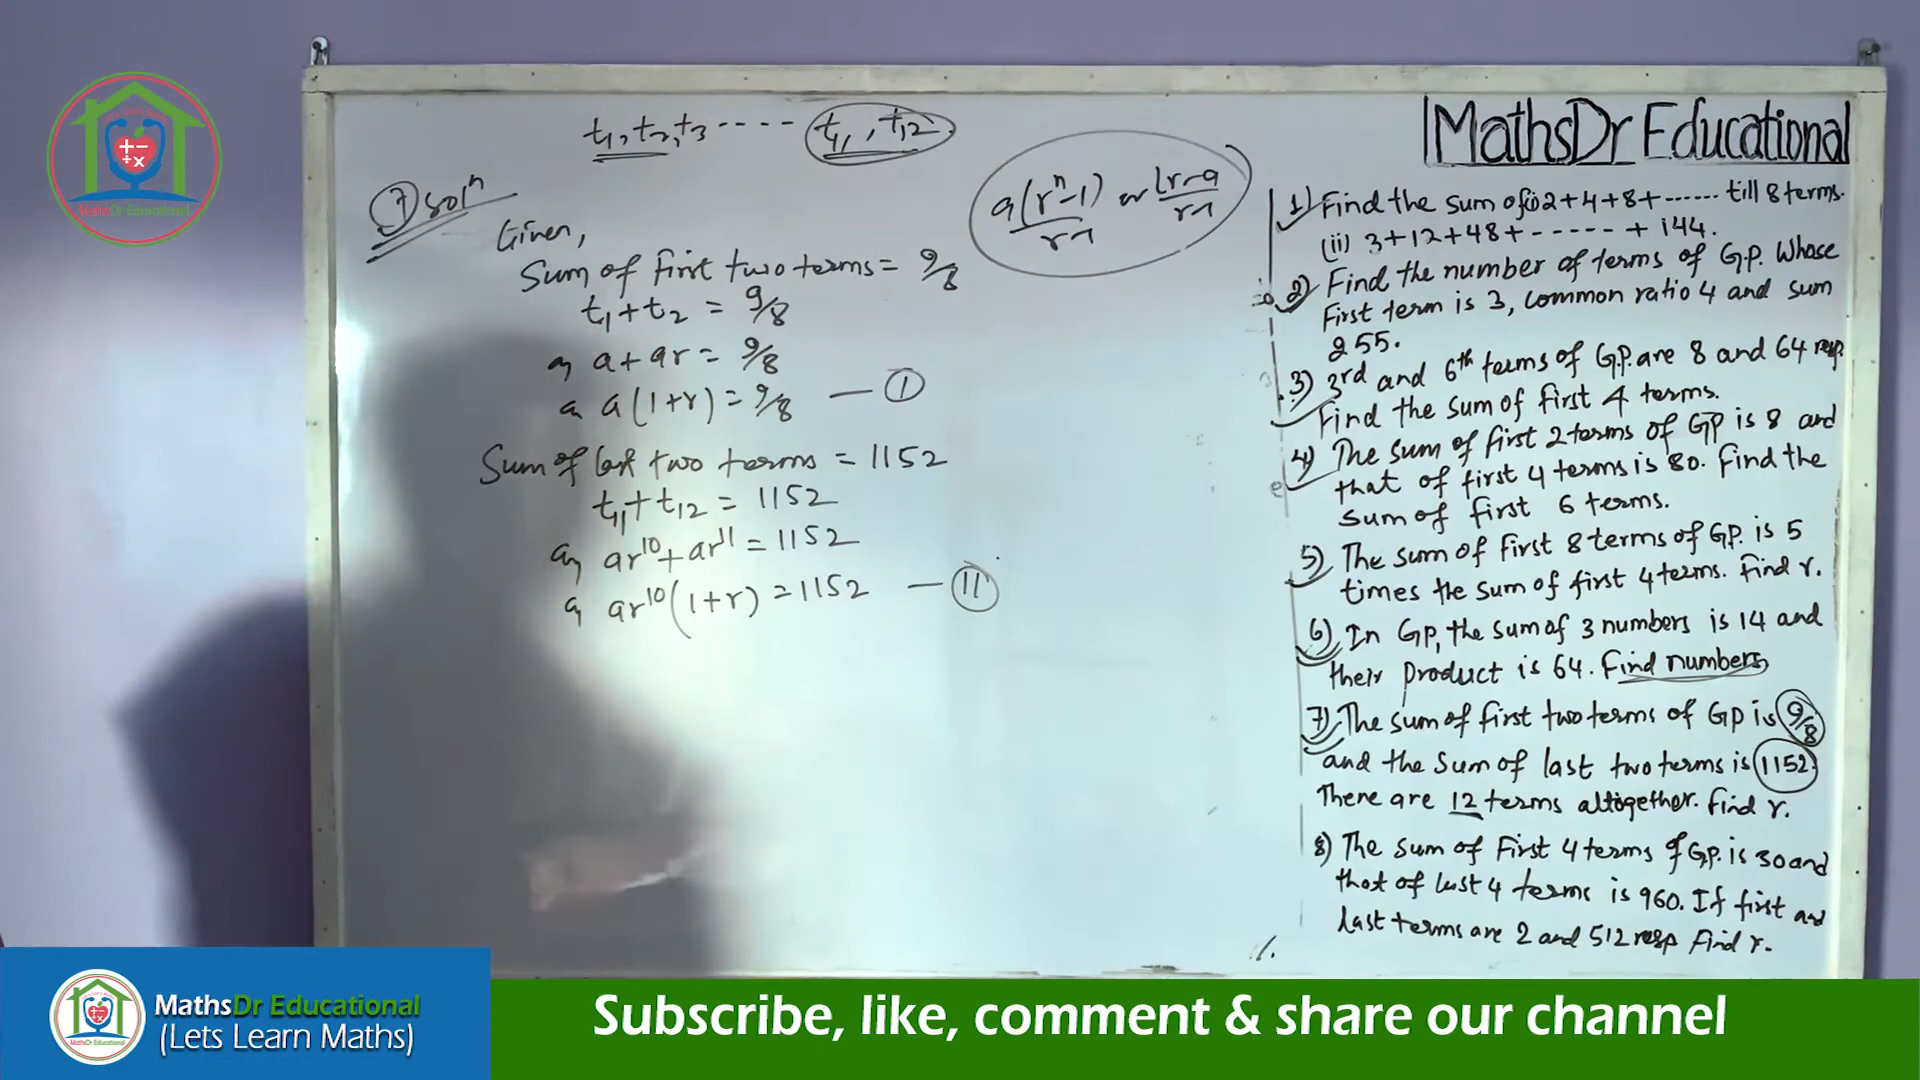 t1, t2, t3 ---- t11, t12
a(r^n-1)/r-1 or lr-a/r-1
7 solⁿ
Given,
Sum of first two terms = 9/8
t1+t2 = 9/8
a+ar = 9/8
a(1+r) = 9/8 — I
Sum of last two terms = 1152
t11+t12 = 1152
ar^10+ar^11 = 1152
ar^10(1+r) = 1152 — II
MathsDr Educational
1) Find the sum of (i) 2+4+8+------ till 8 terms.
(ii) 3+12+48+------+144.
2) Find the number of terms of G.P. whose
First term is 3, common ratio 4 and sum
255.
3) 3rd and 6th terms of G.P. are 8 and 64 resp.
Find the sum of first 4 terms.
4) The sum of first 2 terms of GP is 8 and
that of first 4 terms is 80. Find the
sum of first 6 terms.
5) The sum of first 8 terms of GP. is 5
times the sum of first 4 terms. Find r.
6) In GP, the sum of 3 numbers is 14 and
their product is 64. Find numbers
7) The sum of first two terms of GP is 9/8
and the sum of last two terms is 1152.
There are 12 terms altogether. Find r.
8) The sum of First 4 terms of G.P. is 30 and
that of last 4 terms is 960. If first and
last terms are 2 and 512 resp Find r.
MathsDr Educational
MathsDr Educational
(Lets Learn Maths)
MathsDr Educational
Subscribe, like, comment & share our channel